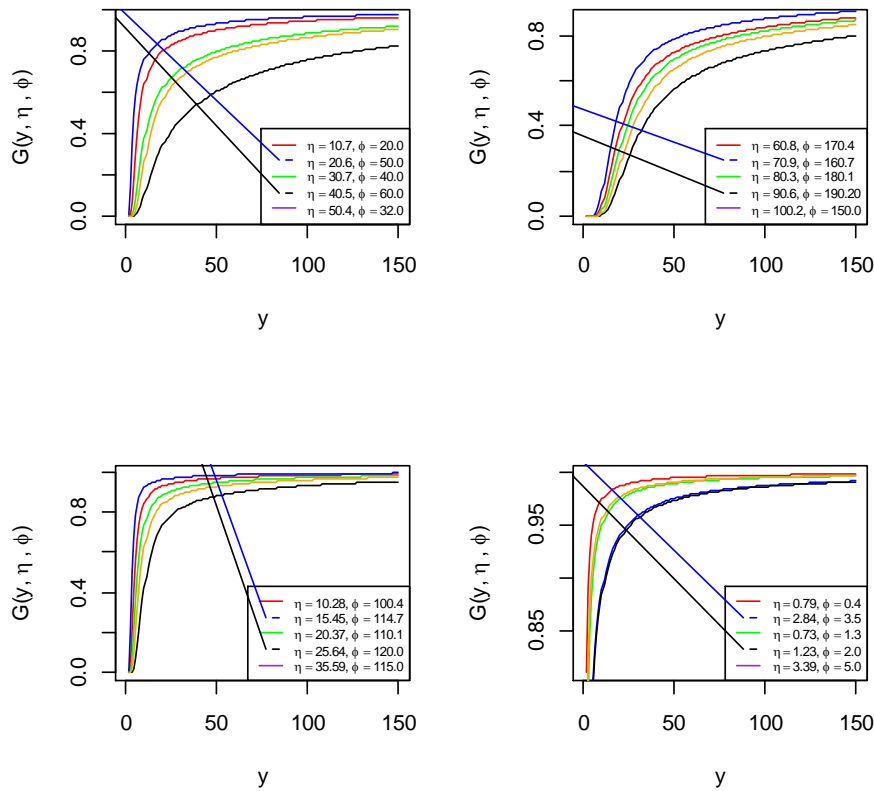 G(y, η , ϕ)
0.0
0.4
0.8
η = 10.7, ϕ = 20.0
η = 20.6, ϕ = 50.0
η = 30.7, ϕ = 40.0
η = 40.5, ϕ = 60.0
η = 50.4, ϕ = 32.0
0
50
100
150
y
G(y, η , ϕ)
0.0
0.4
0.8
η = 60.8, ϕ = 170.4
η = 70.9, ϕ = 160.7
η = 80.3, ϕ = 180.1
η = 90.6, ϕ = 190.20
η = 100.2, ϕ = 150.0
0
50
100
150
y
G(y, η , ϕ)
0.0
0.4
0.8
η = 10.28, ϕ = 100.4
η = 15.45, ϕ = 114.7
η = 20.37, ϕ = 110.1
η = 25.64, ϕ = 120.0
η = 35.59, ϕ = 115.0
0
50
100
150
y
G(y, η , ϕ)
0.85
0.95
η = 0.79, ϕ = 0.4
η = 2.84, ϕ = 3.5
η = 0.73, ϕ = 1.3
η = 1.23, ϕ = 2.0
η = 3.39, ϕ = 5.0
0
50
100
150
y